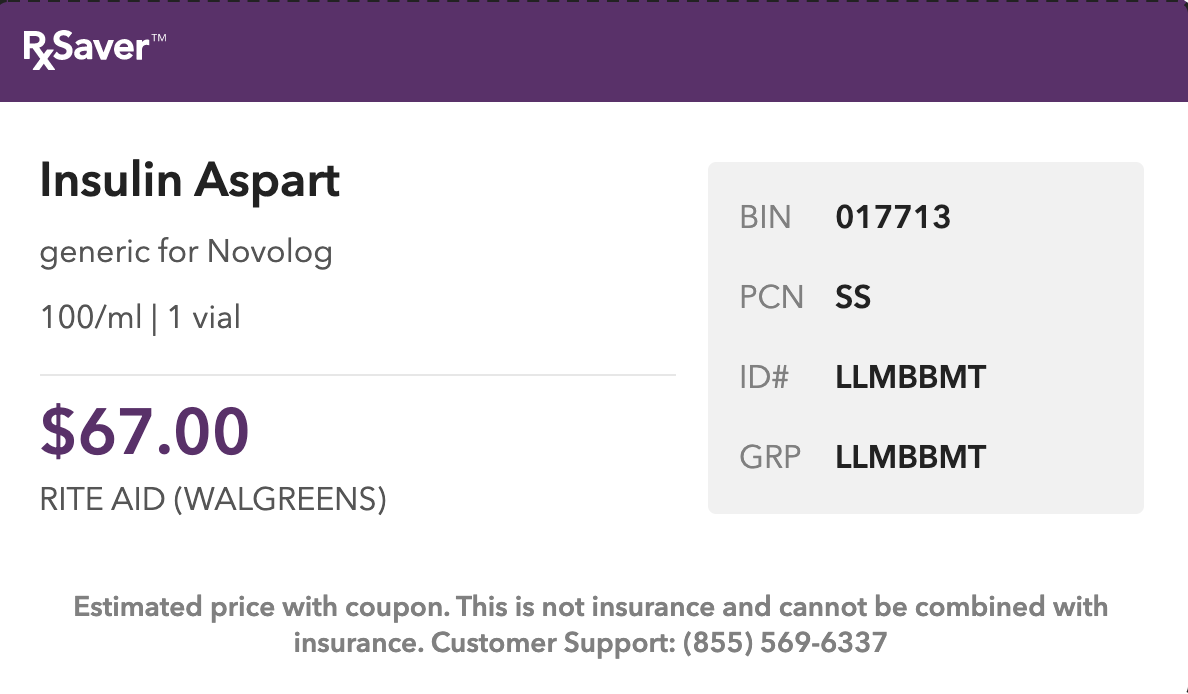 RxSaver™
Insulin Aspart
generic for Novolog
100/ml | 1 vial
$67.00
RITE AID (WALGREENS)
BIN 017713
PCN SS
ID# LLMBBMT
GRP LLMBBMT
Estimated price with coupon. This is not insurance and cannot be combined with
insurance. Customer Support: (855) 569-6337